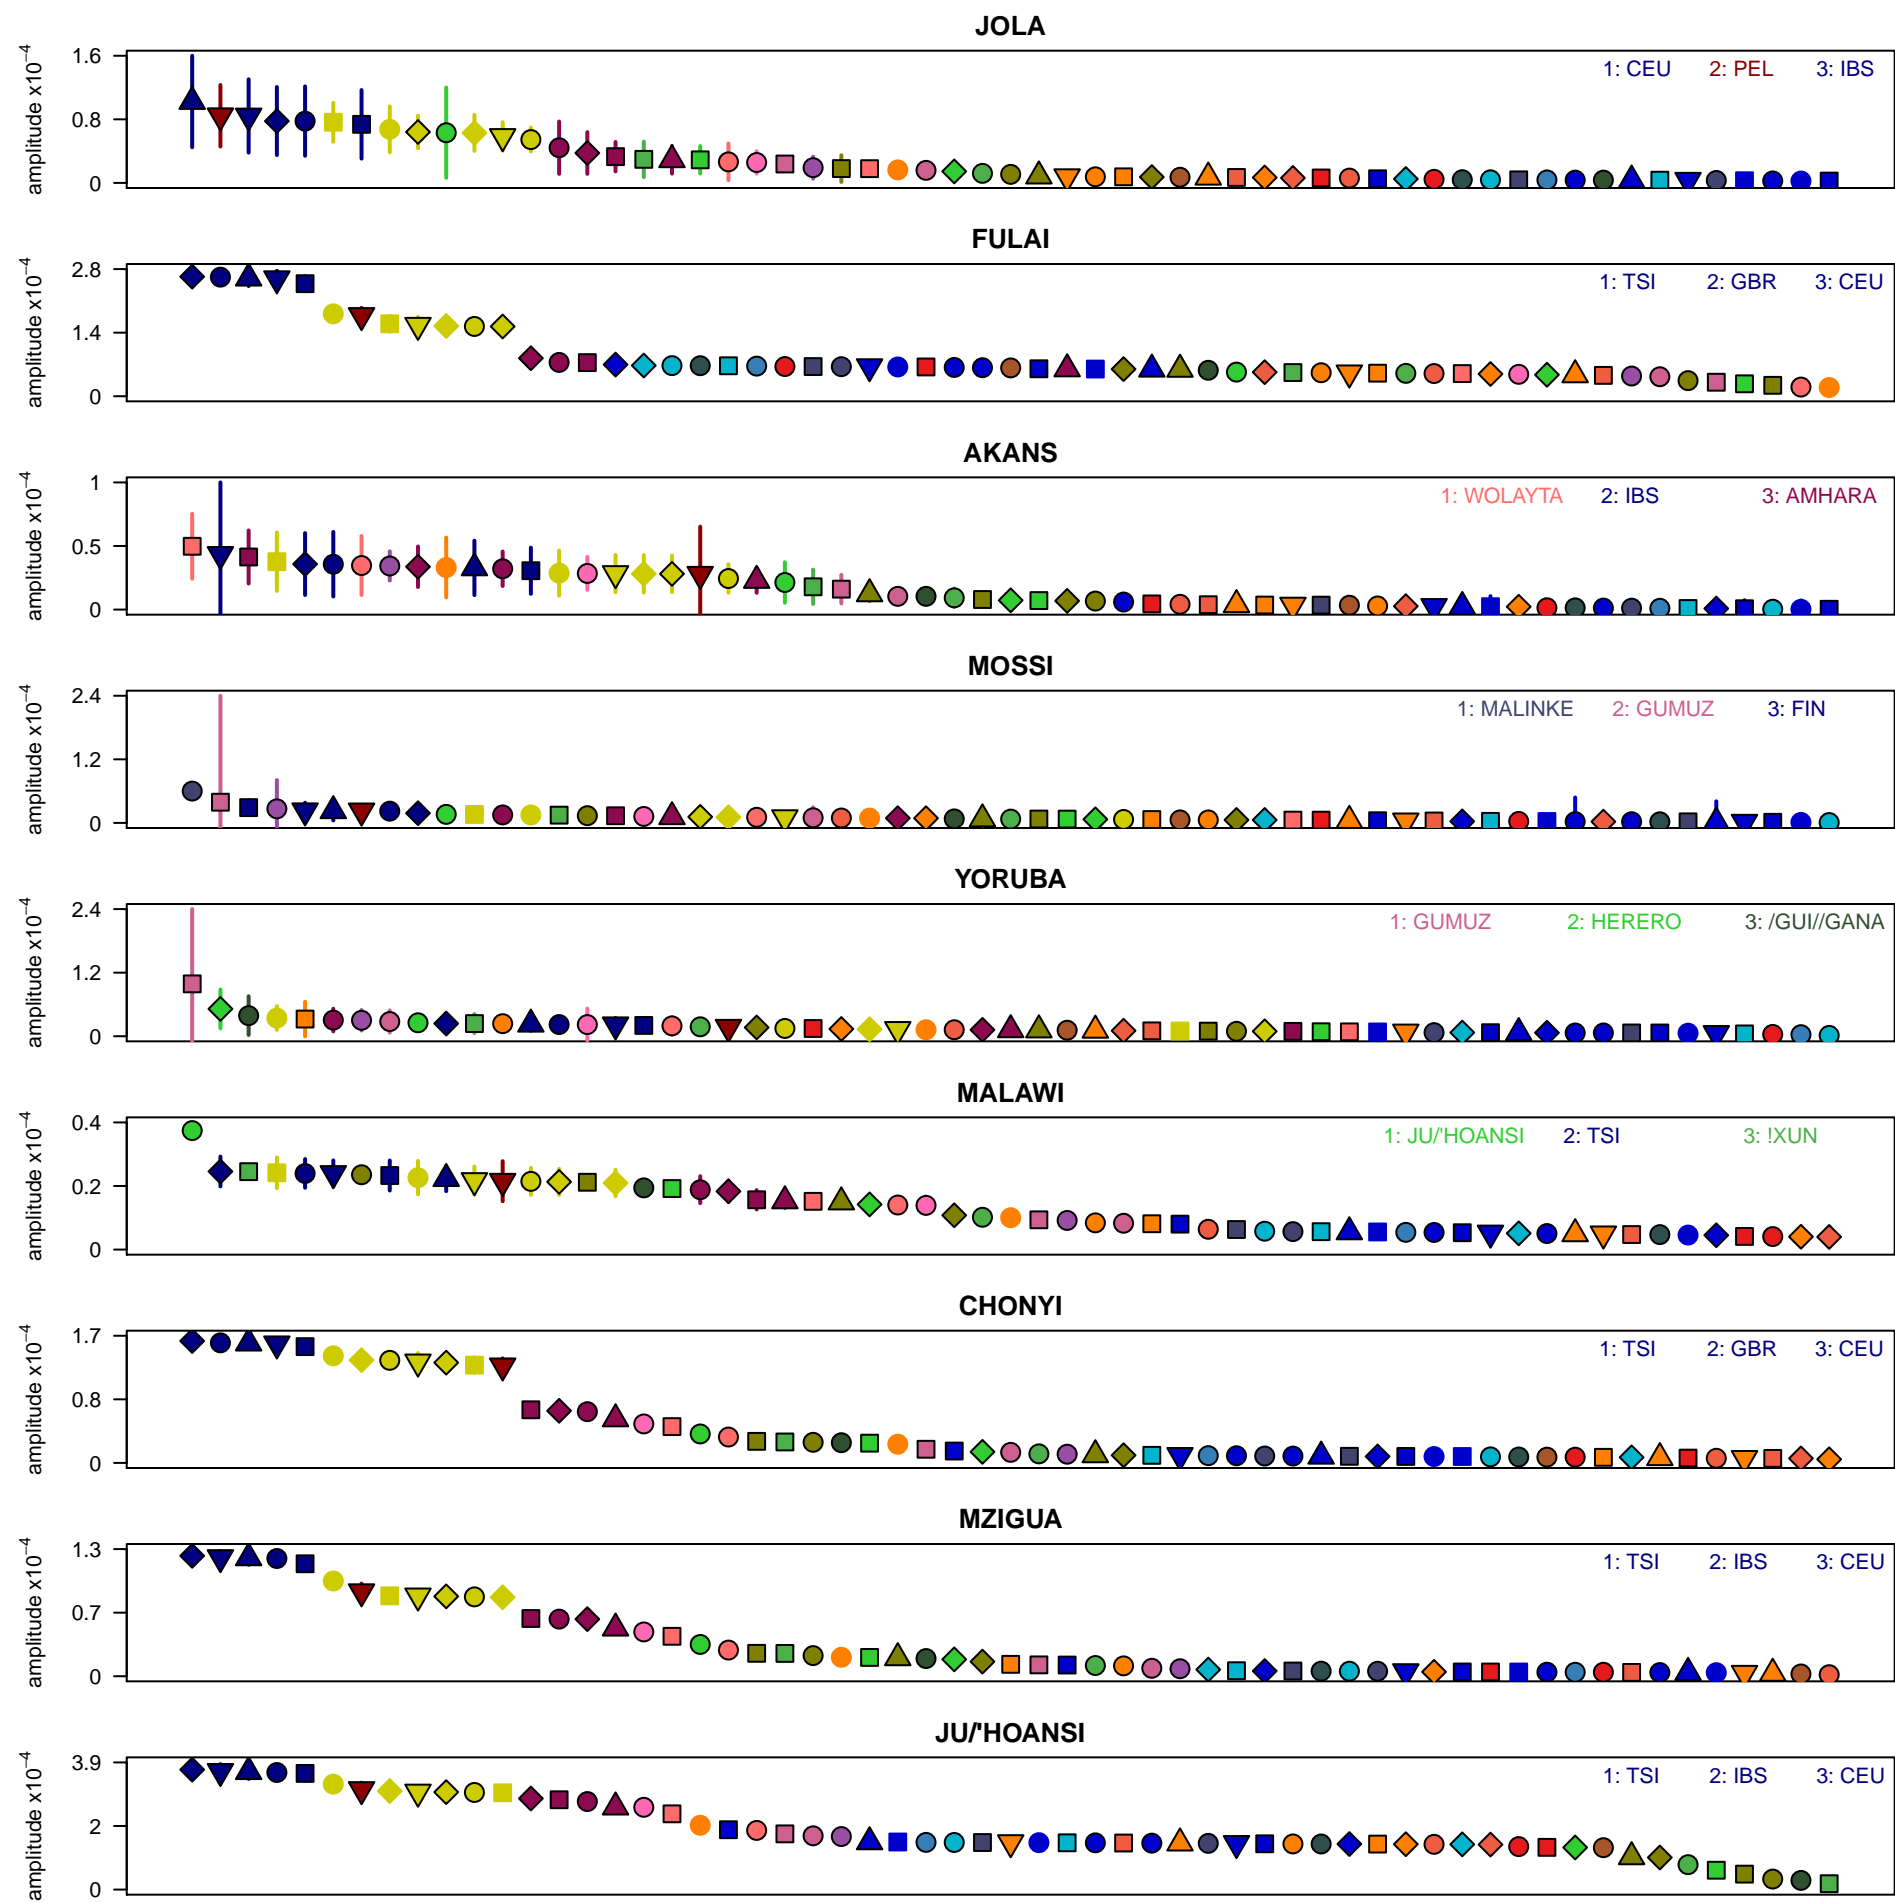 JOLA
amplitude x10−4
1.6
0.8
0
1: CEU 2: PEL 3: IBS
FULAI
amplitude x10−4
2.8
1.4
0
1: TSI 2: GBR 3: CEU
AKANS
amplitude x10−4
1
0.5
0
1: WOLAYTA 2: IBS 3: AMHARA
MOSSI
amplitude x10−4
2.4
1.2
0
1: MALINKE 2: GUMUZ 3: FIN
YORUBA
amplitude x10−4
2.4
1.2
0
1: GUMUZ 2: HERERO 3: /GUI//GANA
MALAWI
amplitude x10−4
0.4
0.2
0
1: JU/'HOANSI 2: TSI 3: !XUN
CHONYI
amplitude x10−4
1.7
0.8
0
1: TSI 2: GBR 3: CEU
MZIGUA
amplitude x10−4
1.3
0.7
0
1: TSI 2: IBS 3: CEU
JU/'HOANSI
amplitude x10−4
3.9
2
0
1: TSI 2: IBS 3: CEU